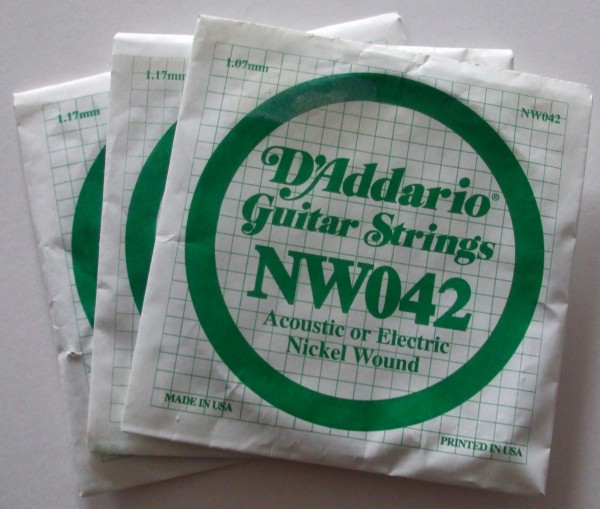 1.17mm
1.17mm
1.07mm
NW042
D'Addario®
Guitar Strings
NW042
Acoustic or Electric
Nickel Wound
MADE IN USA
PRINTED IN USA